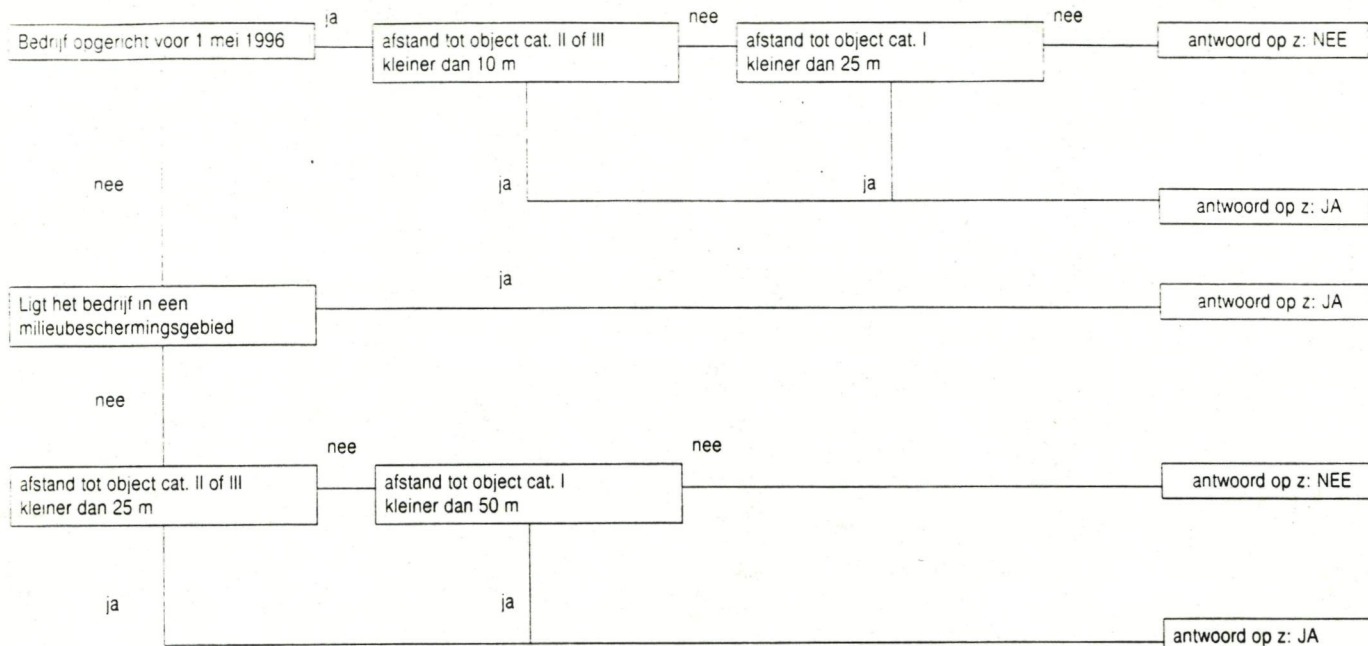 ja
nee
nee
Bedrijf opgericht voor 1 mei 1996
afstand tot object cat. II of III
kleiner dan 10 m
afstand tot object cat. I
kleiner dan 25 m
antwoord op z: NEE
nee
ja
ja
antwoord op z: JA
ja
Ligt het bedrijf in een
milieubeschermingsgebied
antwoord op z: JA
nee
nee
nee
afstand tot object cat. II of III
kleiner dan 25 m
afstand tot object cat. I
kleiner dan 50 m
antwoord op z: NEE
ja
ja
antwoord op z: JA